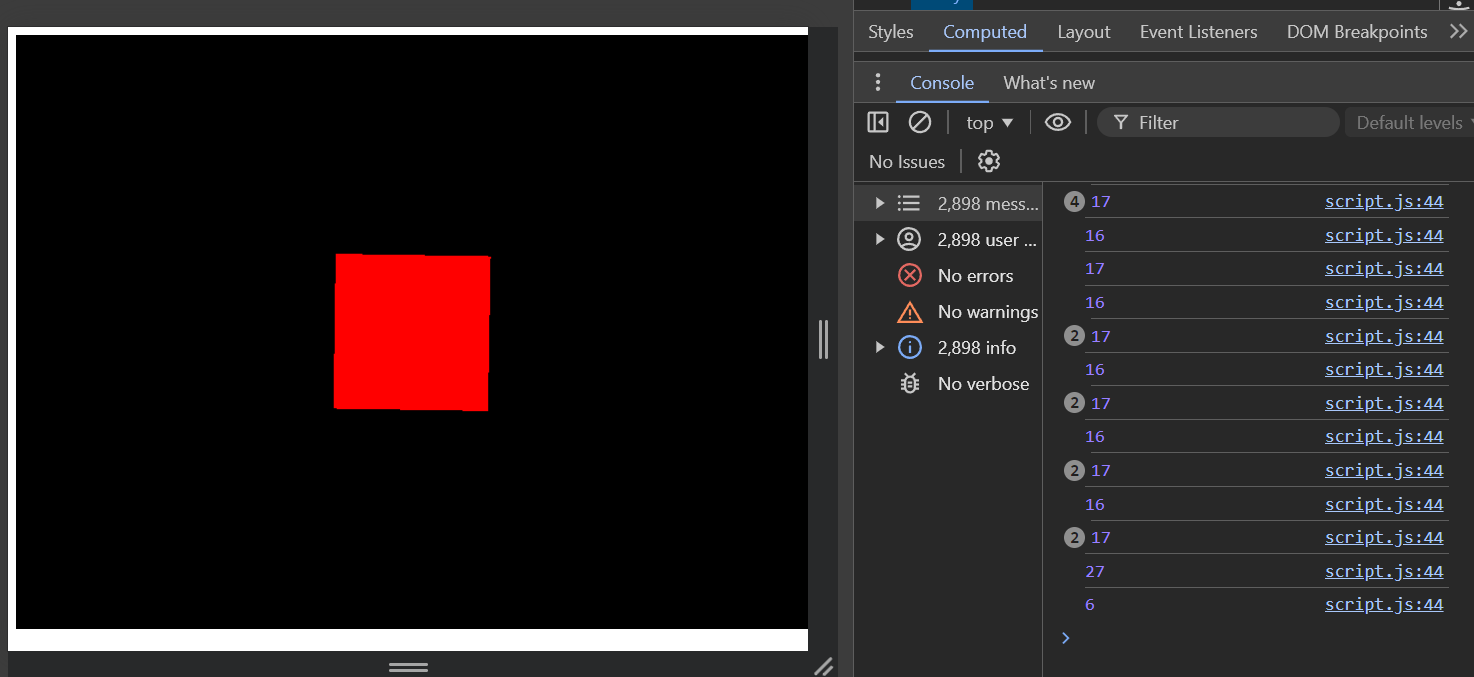 Styles Computed Layout Event Listeners DOM Breakpoints
Console What's new
top Filter Default levels
No Issues
2,898 mess...
2,898 user ...
No errors
No warnings
2,898 info
No verbose
4 17 script.js:44
16 script.js:44
17 script.js:44
16 script.js:44
2 17 script.js:44
16 script.js:44
2 17 script.js:44
16 script.js:44
2 17 script.js:44
16 script.js:44
2 17 script.js:44
27 script.js:44
6 script.js:44